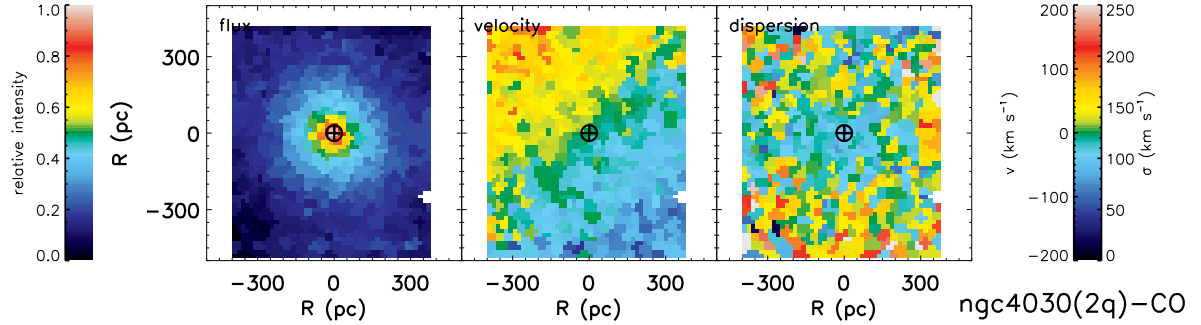 1.0
0.8
0.6
0.4
0.2
0.0
relative intensity
R (pc)
300
0
−300
flux
velocity
dispersion
−300 0 300
−300 0 300
−300 0 300
R (pc)
R (pc)
R (pc)
200 250
100 200
150
0
100
−100 50
−200 0
v (km s⁻¹)
σ (km s⁻¹)
ngc4030(2q)−CO